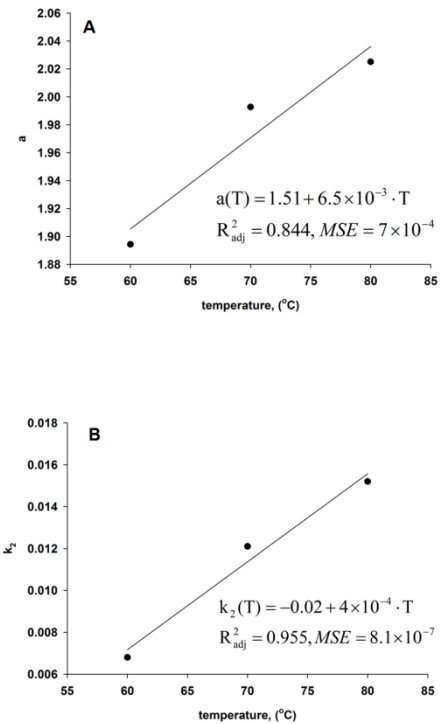 A
2.06
2.04
2.02
2.00
1.98
1.96
1.94
1.92
1.90
1.88
a
a(T) = 1.51+ 6.5×10⁻³ · T
R²adj = 0.844, MSE = 7×10⁻⁴
55 60 65 70 75 80 85
temperature, (°C)
B
0.018
0.016
0.014
0.012
0.010
0.008
0.006
k₂
k₂(T) = −0.02 + 4×10⁻⁴ · T
R²adj = 0.955, MSE = 8.1×10⁻⁷
55 60 65 70 75 80 85
temperature, (°C)